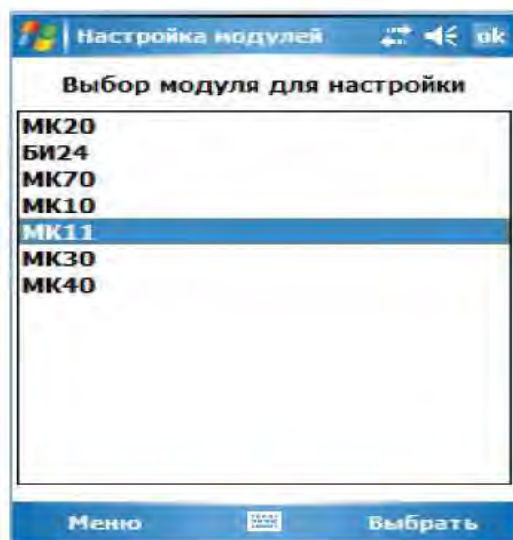 Настройка модулей ok
Выбор модуля для настройки
МК20
БИ24
МК70
МК10
МК11
МК30
МК40
Меню Выбрать